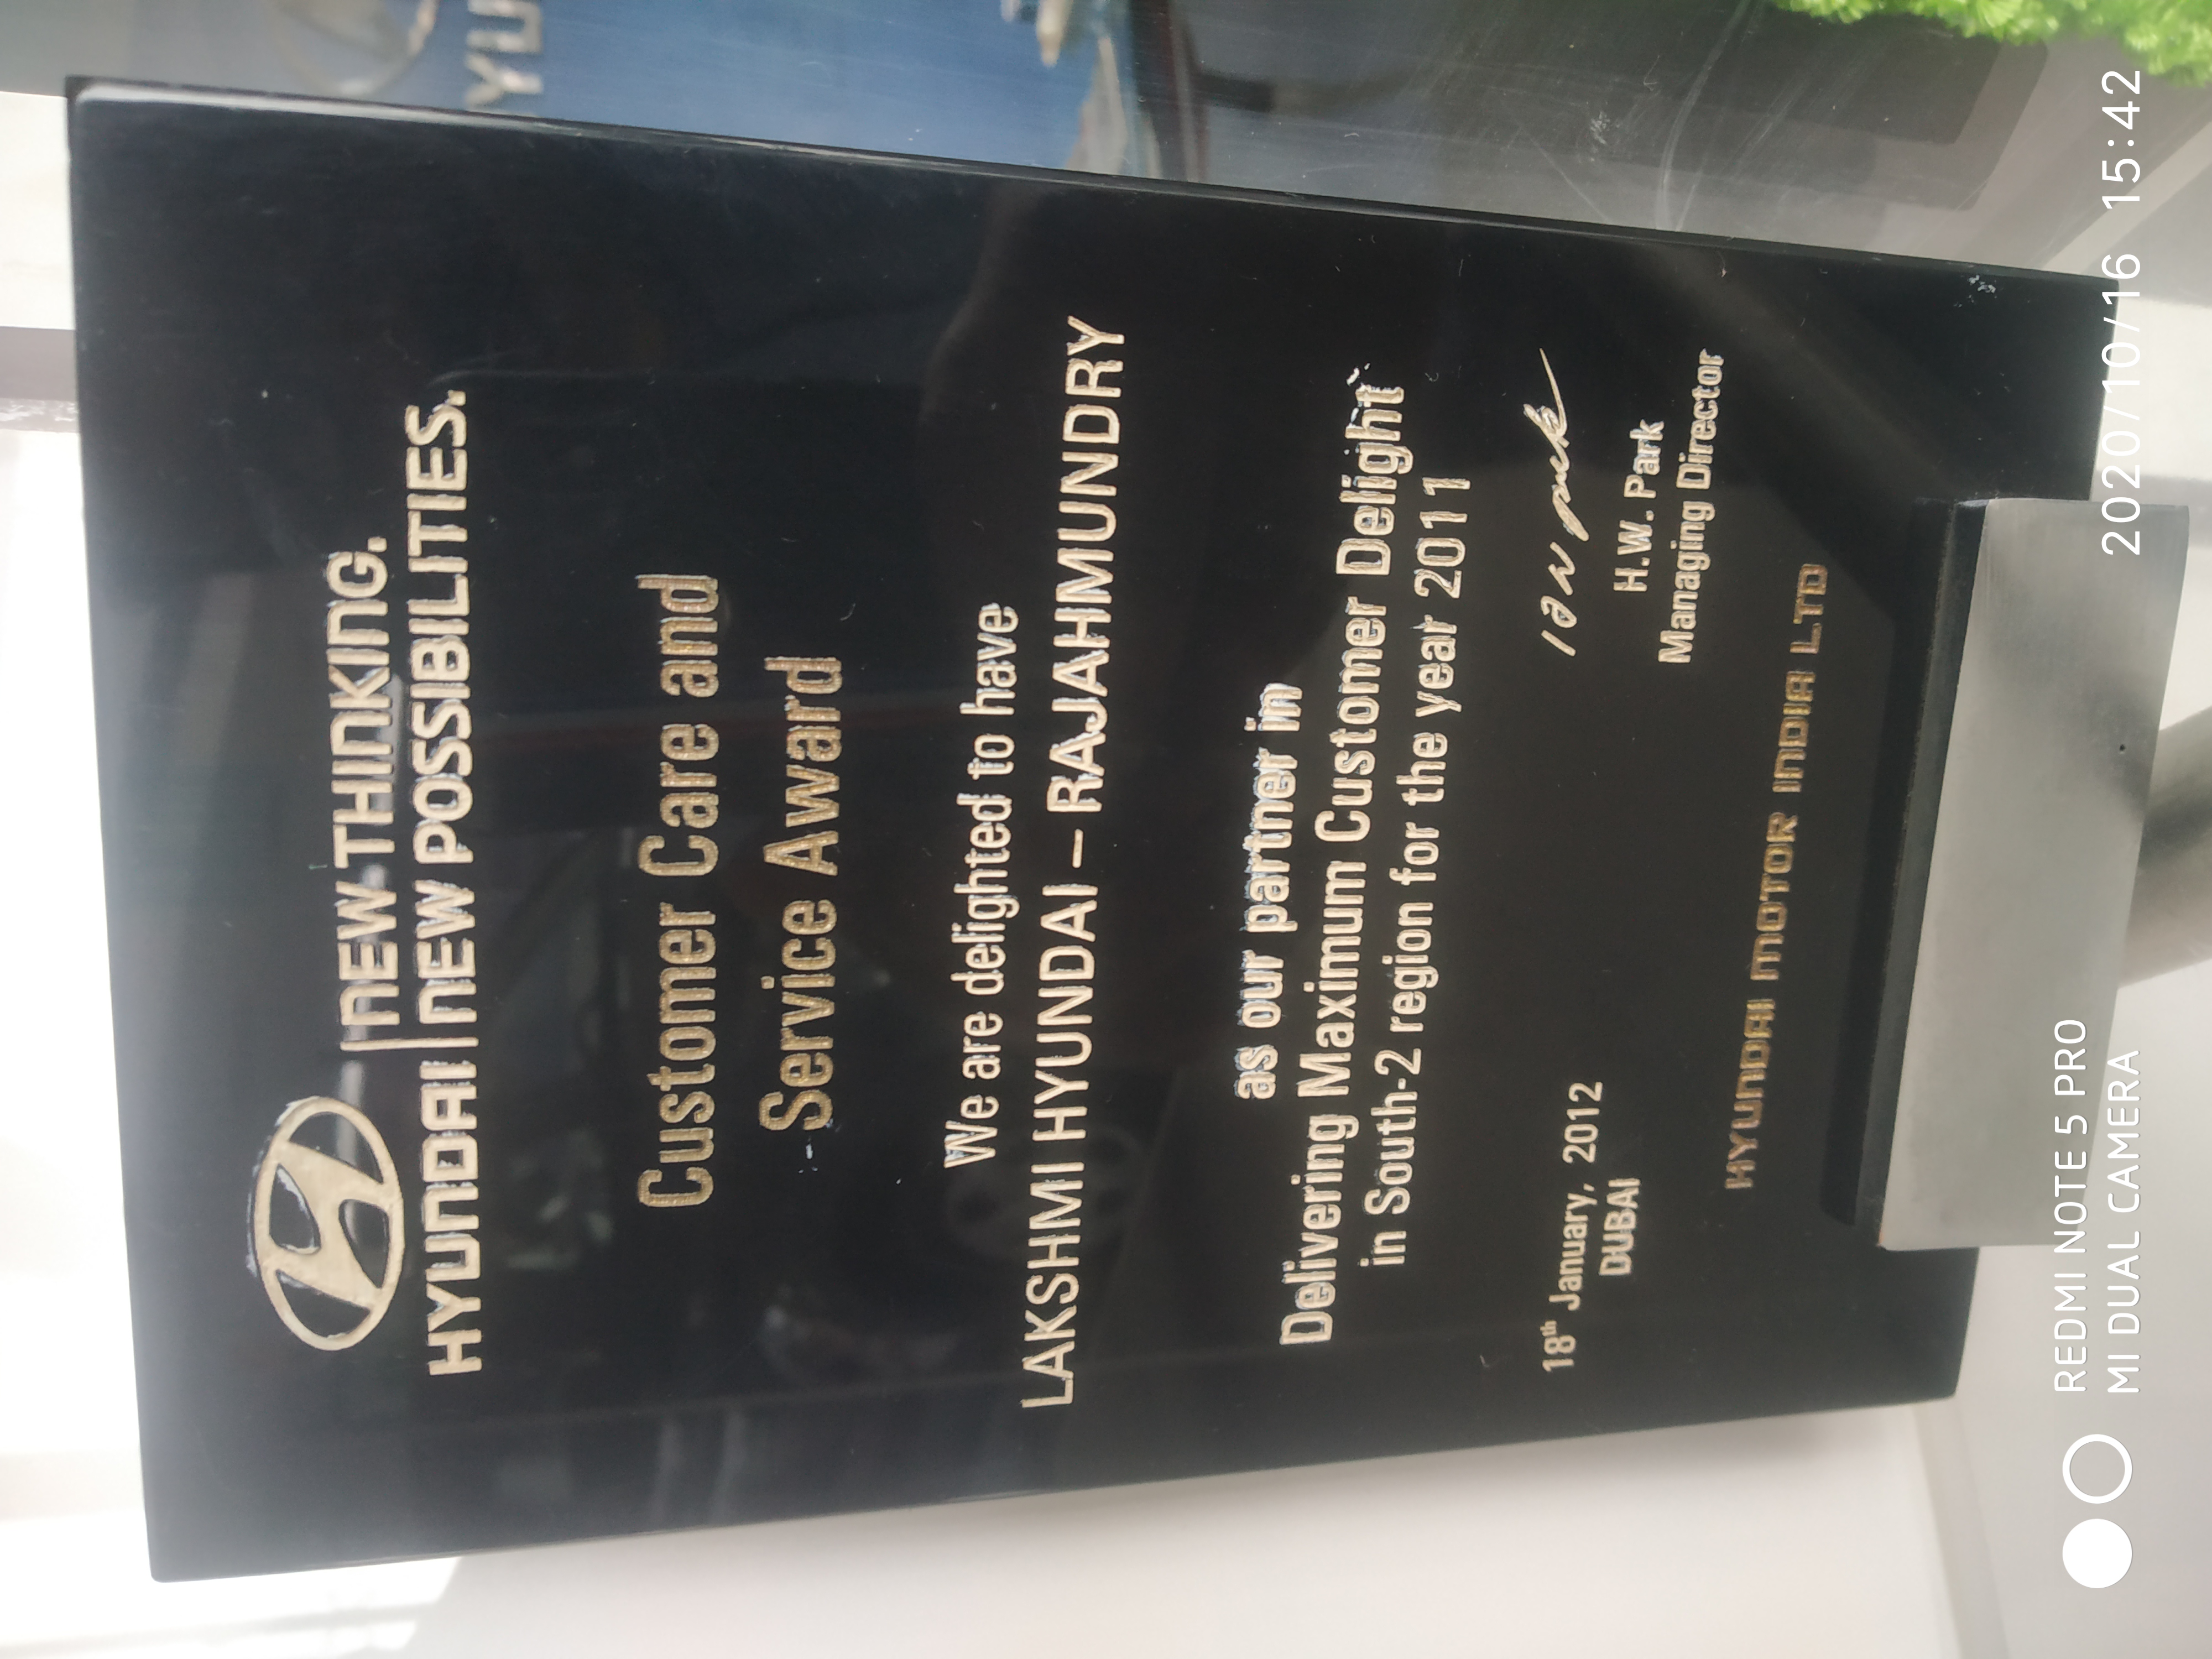 NEW THINKING.
HYUNDAI NEW POSSIBILITIES.
Customer Care and
Service Award
We are delighted to have
LAKSHMI HYUNDAI – RAJAHMUNDRY
as our partner in
Delivering Maximum Customer Delight
in South-2 region for the year 2011
18th January, 2012
DUBAI
H.W. Park
Managing Director
HYUNDAI MOTOR INDIA LTD
REDMI NOTE 5 PRO
MI DUAL CAMERA
2020/10/16 15:42